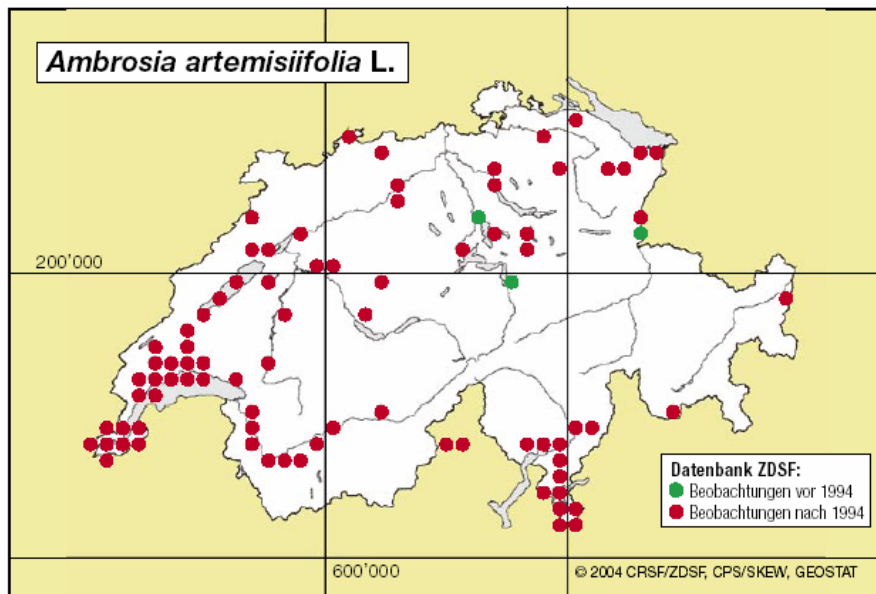 Ambrosia artemisiifolia L.
200'000
Datenbank ZDSF:
Beobachtungen vor 1994
Beobachtungen nach 1994
600'000
© 2004 CRSF/ZDSF, CPS/SKEW, GEOSTAT